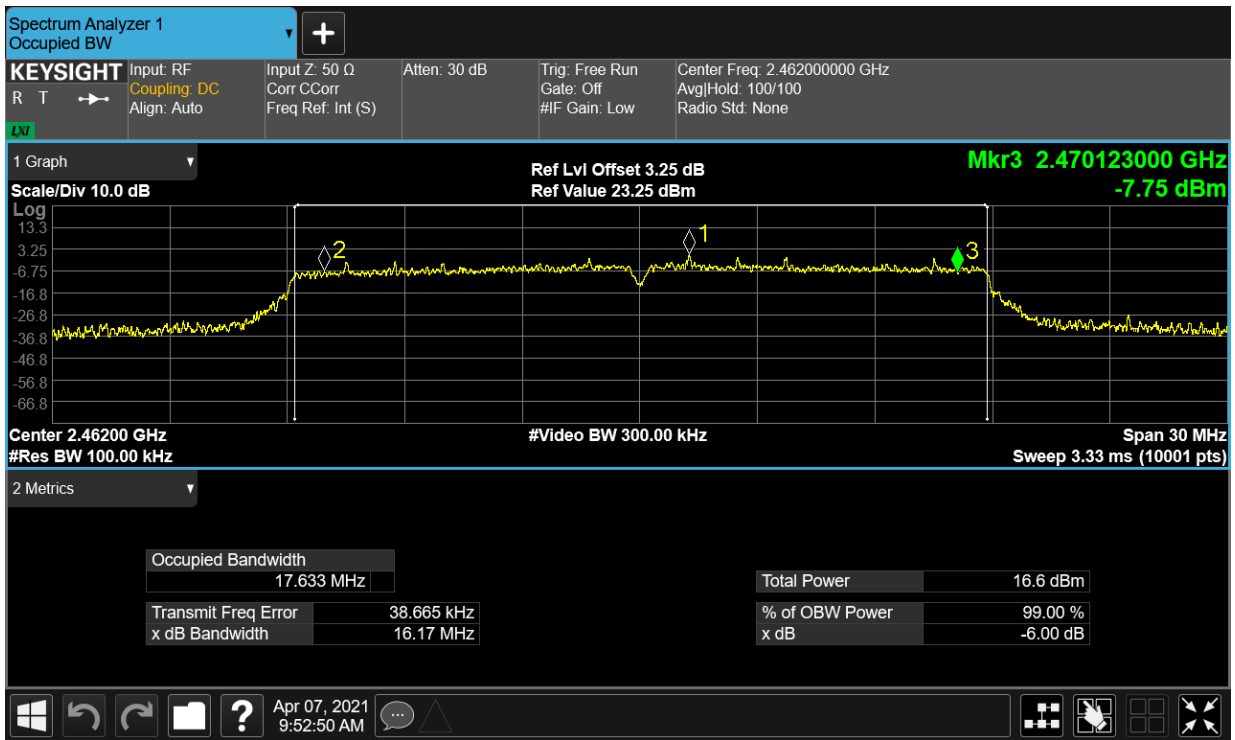 Spectrum Analyzer 1
Occupied BW
+
KEYSIGHT
R T
LXI
Input: RF
Coupling: DC
Align: Auto
Input Z: 50 Ω
Corr CCorr
Freq Ref: Int (S)
Atten: 30 dB
Trig: Free Run
Gate: Off
#IF Gain: Low
Center Freq: 2.462000000 GHz
Avg|Hold: 100/100
Radio Std: None
1 Graph
Scale/Div 10.0 dB
Ref Lvl Offset 3.25 dB
Ref Value 23.25 dBm
Mkr3 2.470123000 GHz
-7.75 dBm
Log
13.3
3.25
-6.75
-16.8
-26.8
-36.8
-46.8
-56.8
-66.8
2
1
3
Center 2.46200 GHz
#Video BW 300.00 kHz
Span 30 MHz
#Res BW 100.00 kHz
Sweep 3.33 ms (10001 pts)
2 Metrics
Occupied Bandwidth
17.633 MHz
Total Power 16.6 dBm
Transmit Freq Error 38.665 kHz
% of OBW Power 99.00 %
x dB Bandwidth 16.17 MHz
x dB -6.00 dB
?
Apr 07, 2021
9:52:50 AM